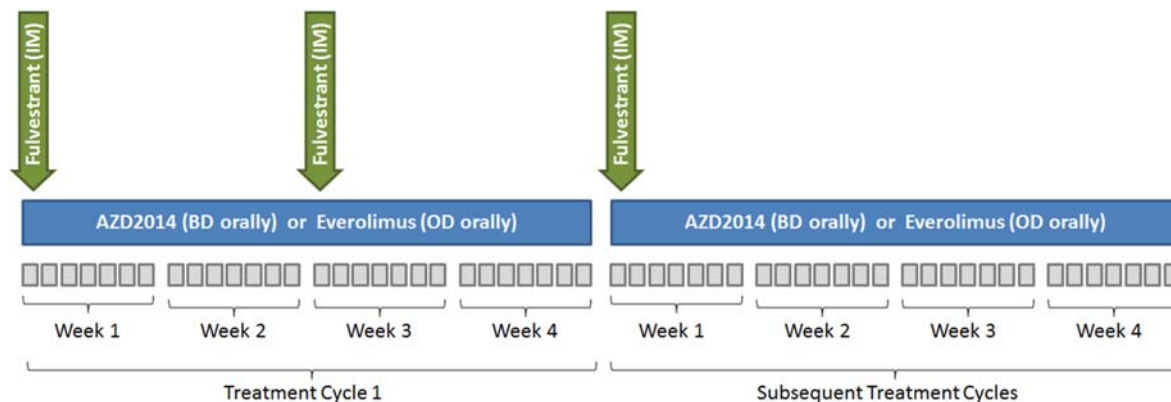 Fulvestrant (IM)
Fulvestrant (IM)
Fulvestrant (IM)
AZD2014 (BD orally) or Everolimus (OD orally)
AZD2014 (BD orally) or Everolimus (OD orally)
Week 1
Week 2
Week 3
Week 4
Week 1
Week 2
Week 3
Week 4
Treatment Cycle 1
Subsequent Treatment Cycles